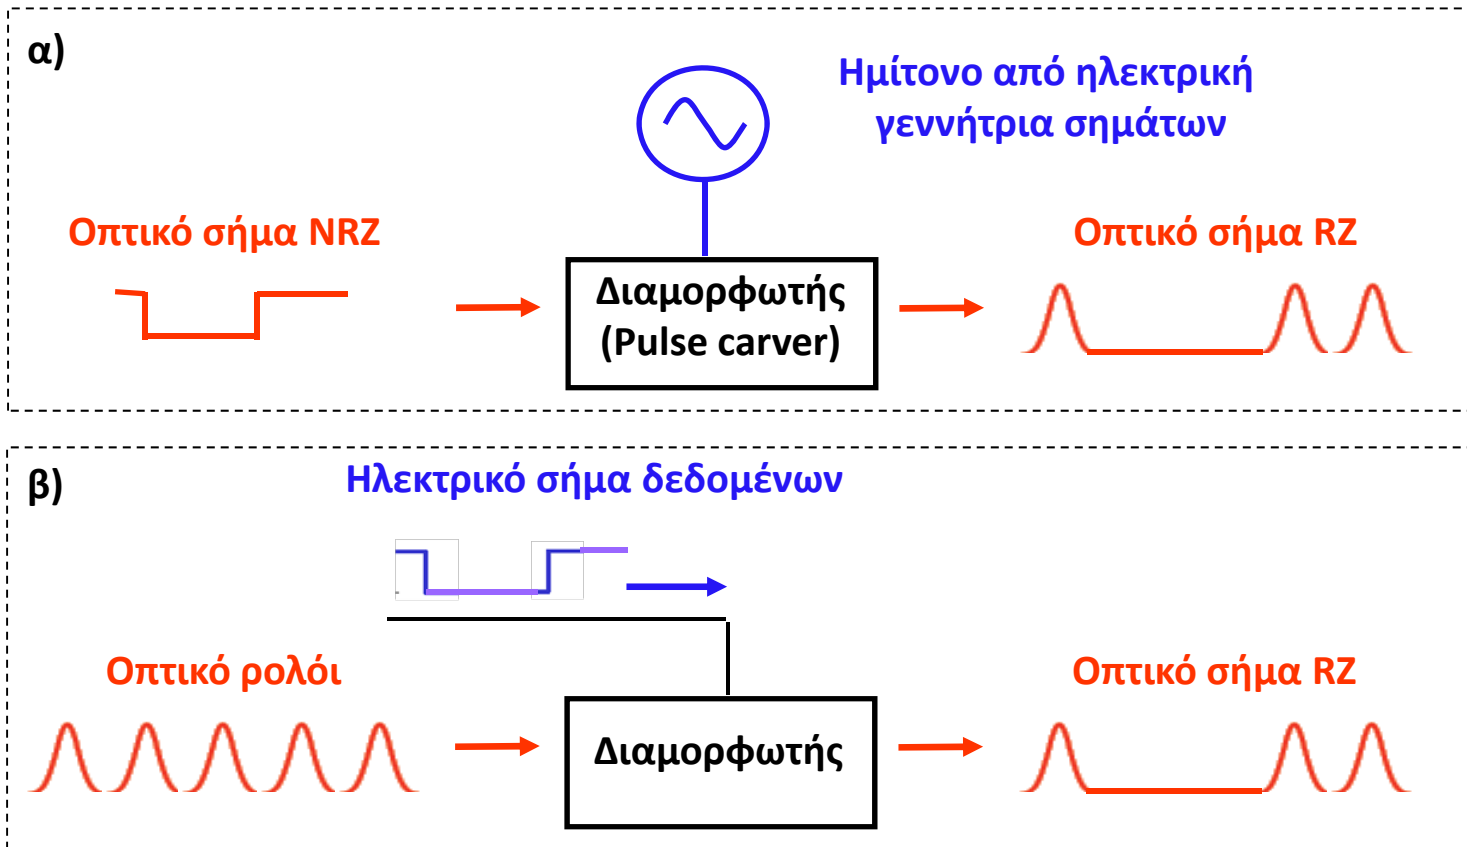 α)
Ημίτονο από ηλεκτρική
γεννήτρια σημάτων
Οπτικό σήμα NRZ
Διαμορφωτής
(Pulse carver)
Οπτικό σήμα RZ
β)
Ηλεκτρικό σήμα δεδομένων
Οπτικό ρολόι
Διαμορφωτής
Οπτικό σήμα RZ